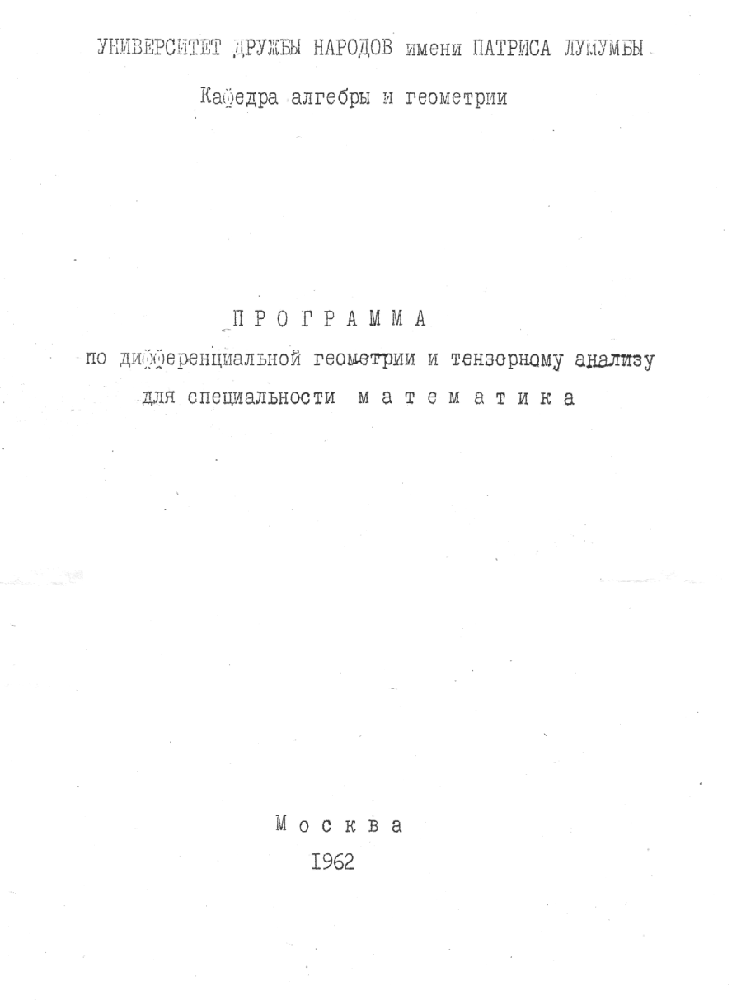 УНИВЕРСИТЕТ ДРУЖБЫ НАРОДОВ имени ПАТРИСА ЛУМУМБЫ
Кафедра алгебры и геометрии
П Р О Г Р А М М А
по дифференциальной геометрии и тензорному анализу
для специальности м а т е м а т и к а
М о с к в а
I962